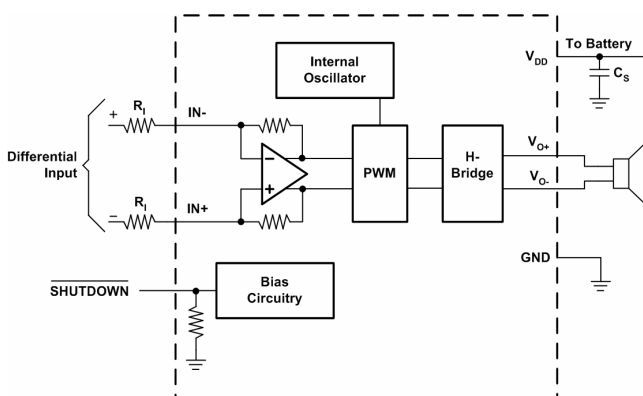 To Battery
V_DD
C_S
Internal
Oscillator
+
R_I
IN-
Differential
Input
−
+
PWM
H-
Bridge
V_O+
V_O-
−
R_I
IN+
GND
SHUTDOWN
Bias
Circuitry